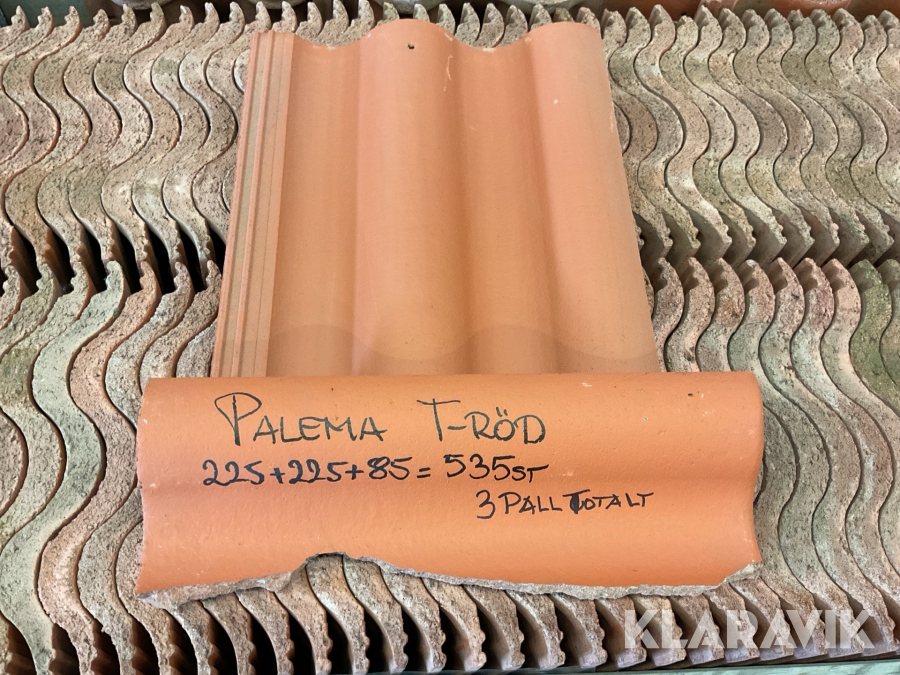 PALEMA T-RÖD
225+225+85=535ST
3 PALL TOTALT
KLARAVIK